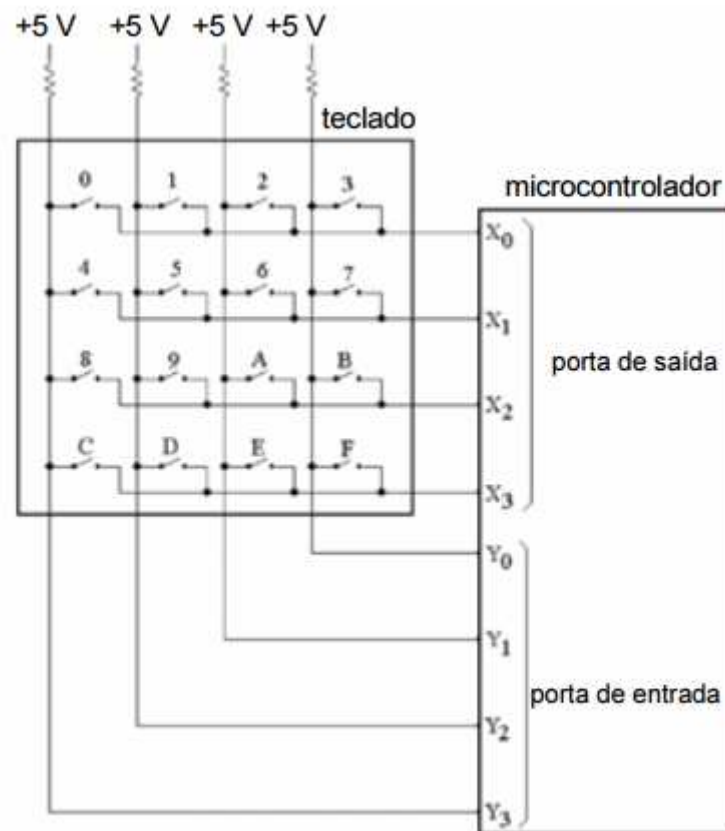 +5 V +5 V +5 V +5 V
teclado
0 1 2 3
microcontrolador
X0
4 5 6 7
X1
porta de saída
8 9 A B
X2
C D E F
X3
Y0
Y1
porta de entrada
Y2
Y3